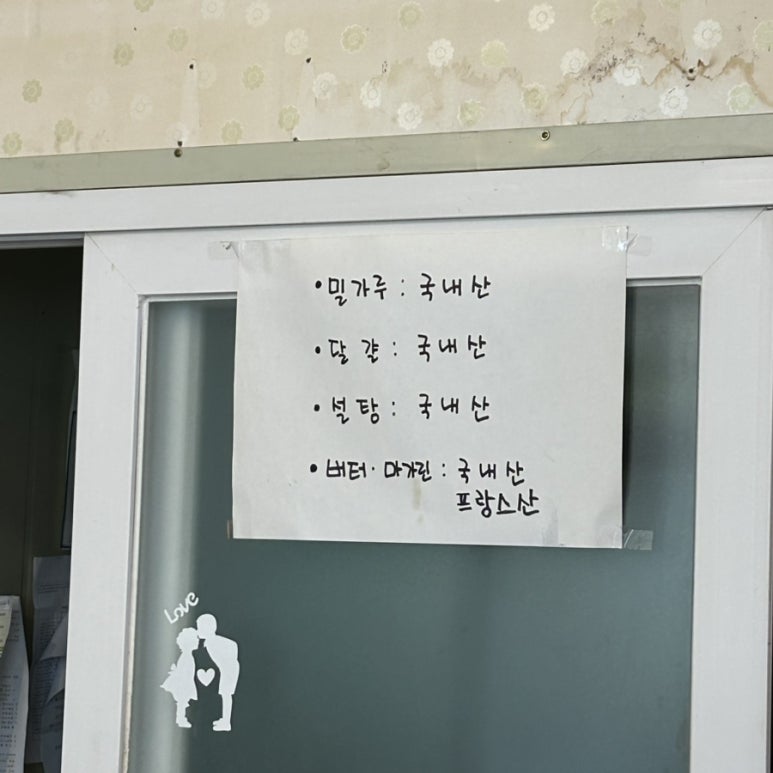 • 밀가루 : 국내산
• 달걀 : 국내산
• 설탕 : 국내산
• 버터 · 마가린 : 국내산
프랑스산
Love